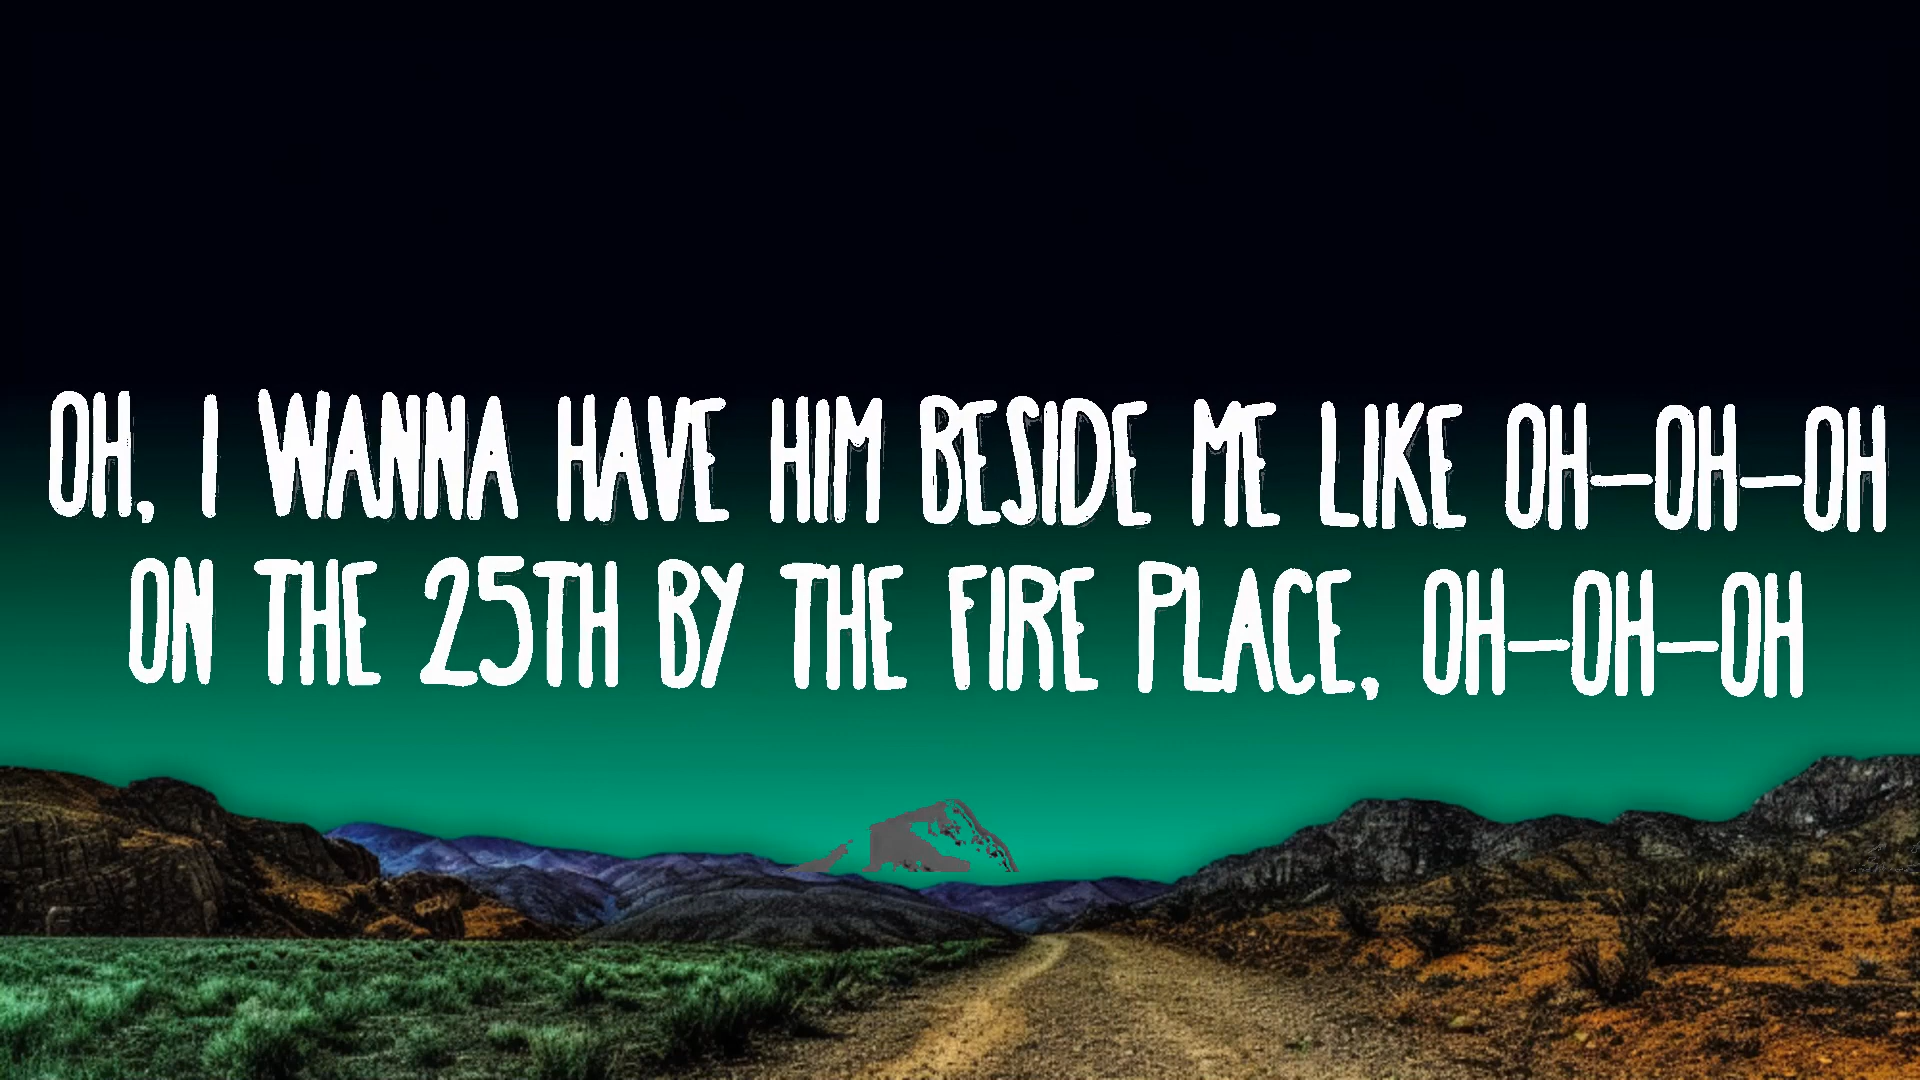 OH, I WANNA HAVE HIM BESIDE ME LIKE OH-OH-OH
ON THE 25TH BY THE FIRE PLACE, OH-OH-OH